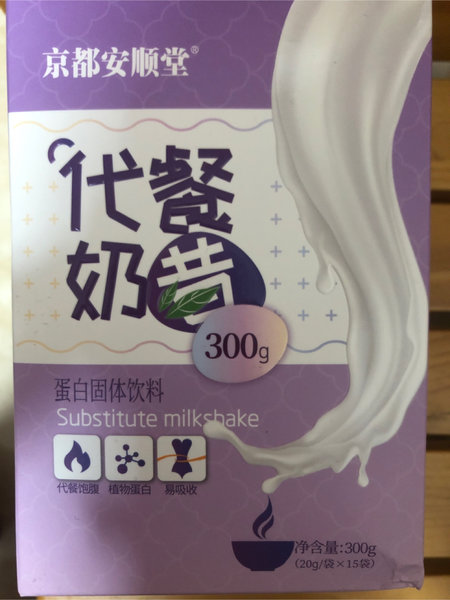 京都安顺堂®
代餐
奶昔
300g
蛋白固体饮料
Substitute milkshake
代餐饱腹 植物蛋白 易吸收
净含量:300g
(20g/袋×15袋)